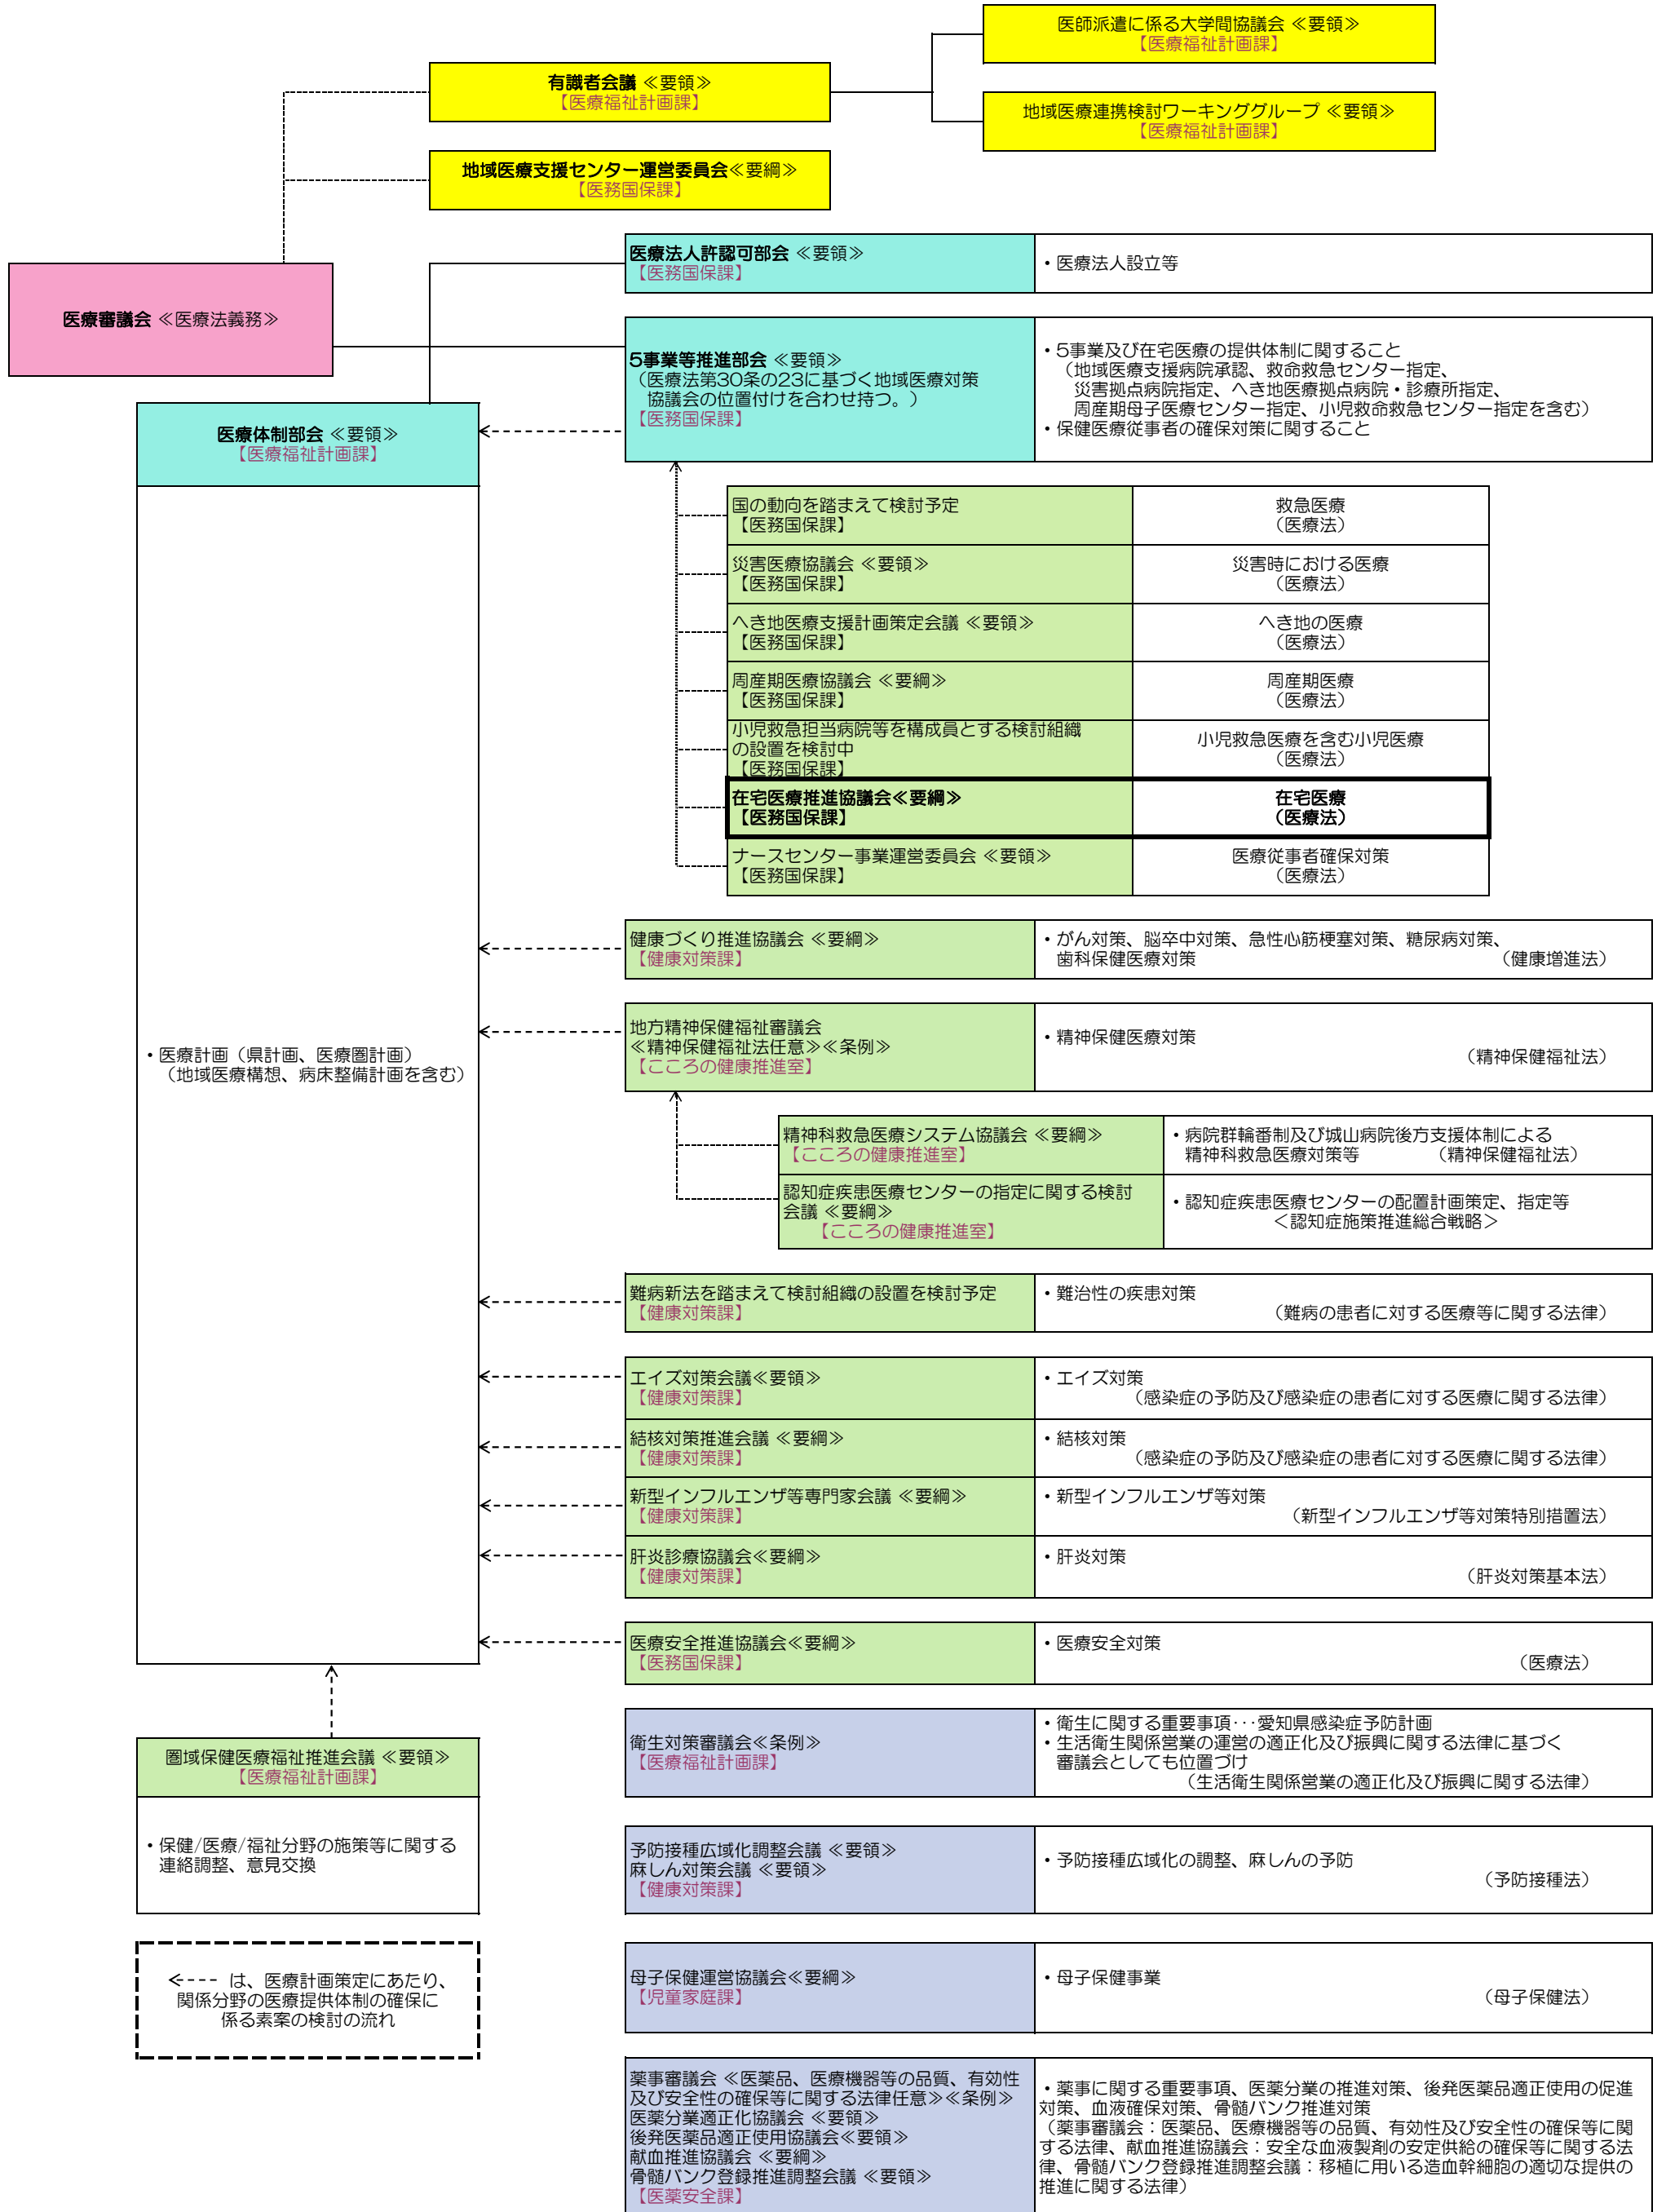 医師派遣に係る大学間協議会 ≪要領≫
【医療福祉計画課】
有識者会議 ≪要領≫
【医療福祉計画課】
地域医療連携検討ワーキンググループ ≪要領≫
【医療福祉計画課】
地域医療支援センター運営委員会≪要綱≫
【医務国保課】
医療法人許認可部会 ≪要領≫
【医務国保課】
・医療法人設立等
医療審議会 ≪医療法義務≫
5事業等推進部会 ≪要領≫
（医療法第30条の23に基づく地域医療対策
協議会の位置付けを合わせ持つ。）
【医務国保課】
・5事業及び在宅医療の提供体制に関すること
（地域医療支援病院承認、救命救急センター指定、
災害拠点病院指定、へき地医療拠点病院・診療所指定、
周産期母子医療センター指定、小児救命救急センター指定を含む）
・保健医療従事者の確保対策に関すること
医療体制部会 ≪要領≫
【医療福祉計画課】
国の動向を踏まえて検討予定
【医務国保課】
救急医療
（医療法）
災害医療協議会 ≪要領≫
【医務国保課】
災害時における医療
（医療法）
へき地医療支援計画策定会議 ≪要領≫
【医務国保課】
へき地の医療
（医療法）
周産期医療協議会 ≪要綱≫
【医務国保課】
周産期医療
（医療法）
小児救急担当病院等を構成員とする検討組織
の設置を検討中
【医務国保課】
小児救急医療を含む小児医療
（医療法）
在宅医療推進協議会≪要綱≫
【医務国保課】
在宅医療
（医療法）
ナースセンター事業運営委員会 ≪要領≫
【医務国保課】
医療従事者確保対策
（医療法）
健康づくり推進協議会 ≪要綱≫
【健康対策課】
・がん対策、脳卒中対策、急性心筋梗塞対策、糖尿病対策、
歯科保健医療対策 （健康増進法）
地方精神保健福祉審議会
≪精神保健福祉法任意≫≪条例≫
【こころの健康推進室】
・精神保健医療対策
（精神保健福祉法）
・医療計画（県計画、医療圏計画）
（地域医療構想、病床整備計画を含む）
精神科救急医療システム協議会 ≪要綱≫
【こころの健康推進室】
・病院群輪番制及び城山病院後方支援体制による
精神科救急医療対策等 （精神保健福祉法）
認知症疾患医療センターの指定に関する検討
会議 ≪要綱≫
【こころの健康推進室】
・認知症疾患医療センターの配置計画策定、指定等
＜認知症施策推進総合戦略＞
難病新法を踏まえて検討組織の設置を検討予定
【健康対策課】
・難治性の疾患対策
（難病の患者に対する医療等に関する法律）
エイズ対策会議≪要領≫
【健康対策課】
・エイズ対策
（感染症の予防及び感染症の患者に対する医療に関する法律）
結核対策推進会議 ≪要綱≫
【健康対策課】
・結核対策
（感染症の予防及び感染症の患者に対する医療に関する法律）
新型インフルエンザ等専門家会議 ≪要綱≫
【健康対策課】
・新型インフルエンザ等対策
（新型インフルエンザ等対策特別措置法）
肝炎診療協議会≪要綱≫
【健康対策課】
・肝炎対策
（肝炎対策基本法）
医療安全推進協議会≪要綱≫
【医務国保課】
・医療安全対策
（医療法）
衛生対策審議会≪条例≫
【医療福祉計画課】
・衛生に関する重要事項･･･愛知県感染症予防計画
・生活衛生関係営業の運営の適正化及び振興に関する法律に基づく
審議会としても位置づけ
（生活衛生関係営業の適正化及び振興に関する法律）
圏域保健医療福祉推進会議 ≪要領≫
【医療福祉計画課】
・保健/医療/福祉分野の施策等に関する
連絡調整、意見交換
予防接種広域化調整会議 ≪要領≫
麻しん対策会議 ≪要領≫
【健康対策課】
・予防接種広域化の調整、麻しんの予防
（予防接種法）
は、医療計画策定にあたり、
関係分野の医療提供体制の確保に
係る素案の検討の流れ
母子保健運営協議会≪要綱≫
【児童家庭課】
・母子保健事業
（母子保健法）
薬事審議会 ≪医薬品、医療機器等の品質、有効性
及び安全性の確保等に関する法律任意≫≪条例≫
医薬分業適正化協議会 ≪要領≫
後発医薬品適正使用協議会≪要領≫
献血推進協議会 ≪要綱≫
骨髄バンク登録推進調整会議 ≪要領≫
【医薬安全課】
・薬事に関する重要事項、医薬分業の推進対策、後発医薬品適正使用の促進
対策、血液確保対策、骨髄バンク推進対策
（薬事審議会：医薬品、医療機器等の品質、有効性及び安全性の確保等に関
する法律、献血推進協議会：安全な血液製剤の安定供給の確保等に関する法
律、骨髄バンク登録推進調整会議：移植に用いる造血幹細胞の適切な提供の
推進に関する法律）